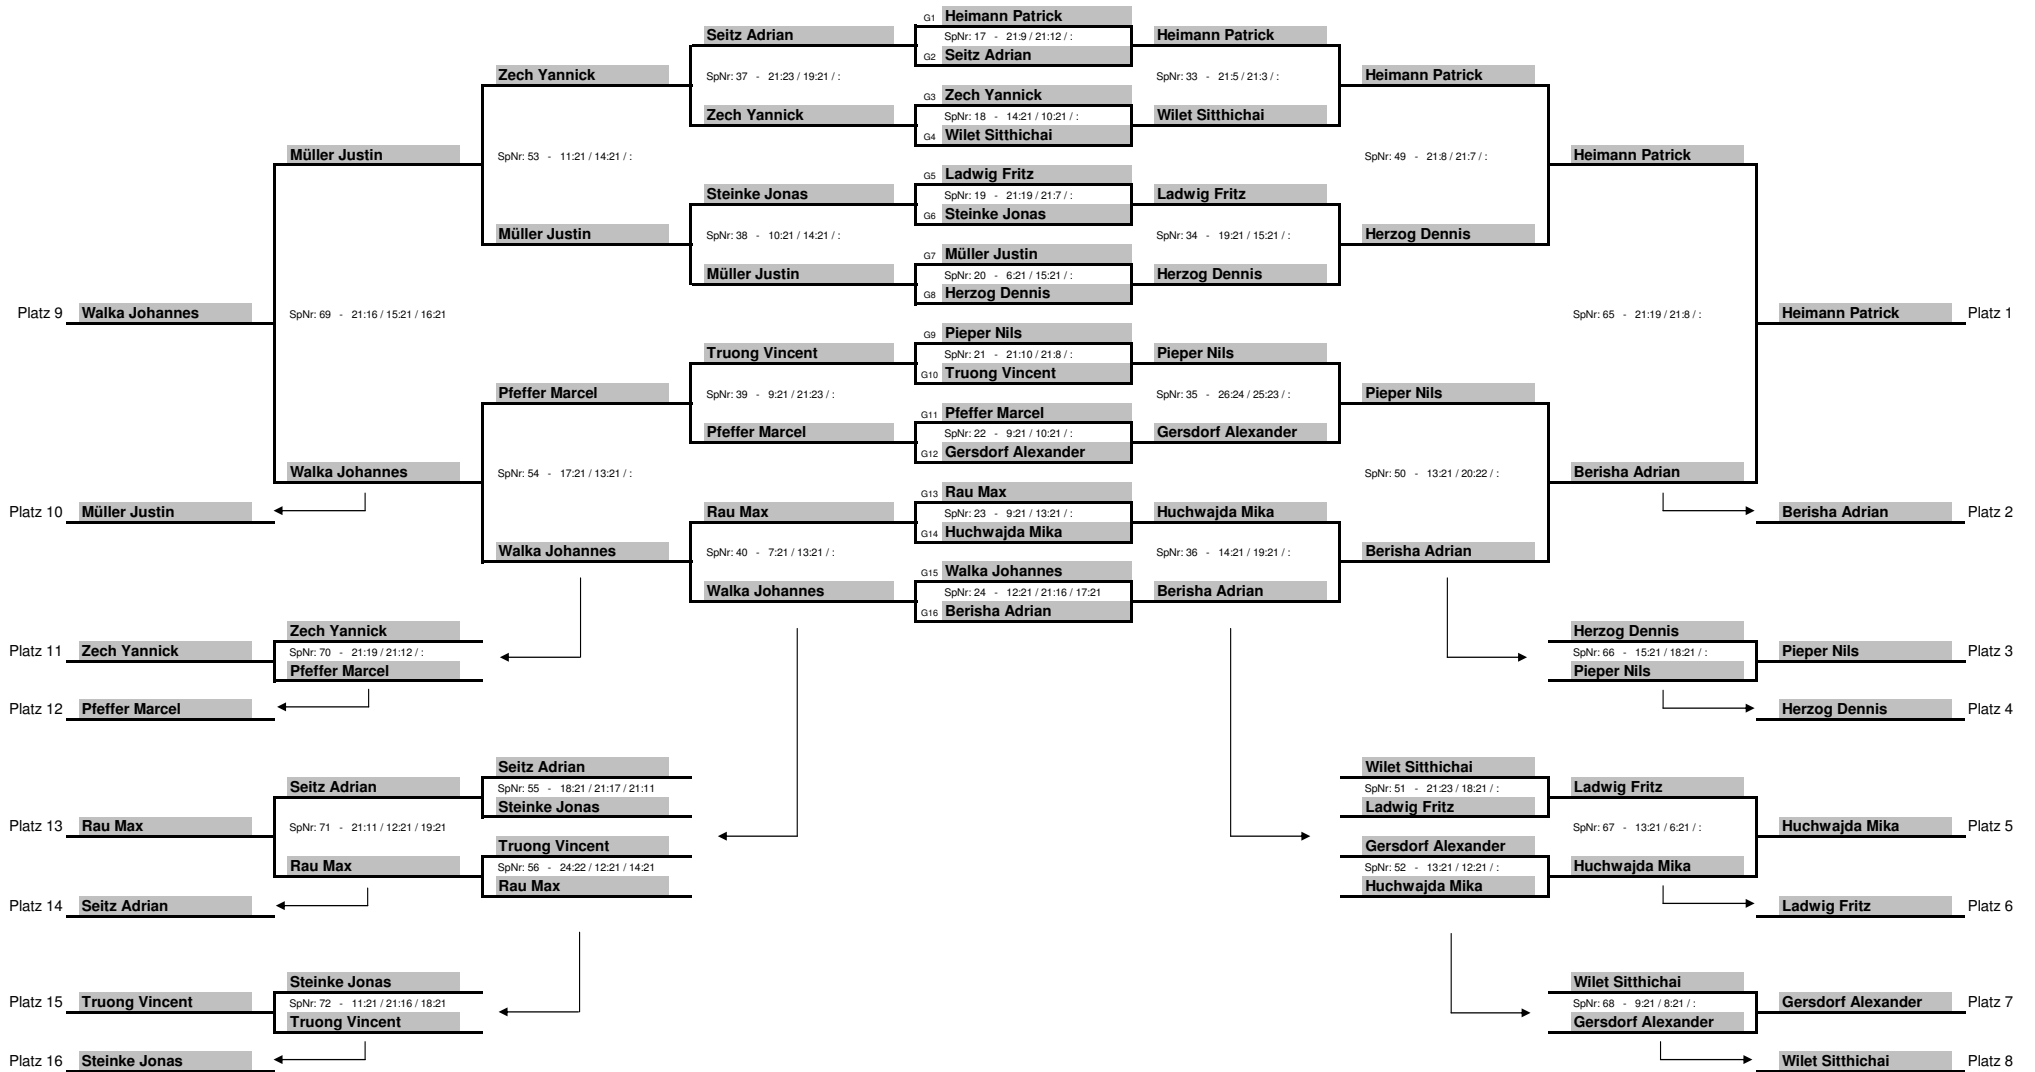 G1 Heimann Patrick
Seitz Adrian SpNr: 17 - 21:9 / 21:12 / : Heimann Patrick
G2 Seitz Adrian
Zech Yannick SpNr: 37 - 21:23 / 19:21 / : SpNr: 33 - 21:5 / 21:3 / : Heimann Patrick
G3 Zech Yannick
Zech Yannick SpNr: 18 - 14:21 / 10:21 / : Wilet Sitthichai
G4 Wilet Sitthichai
Müller Justin SpNr: 53 - 11:21 / 14:21 / : SpNr: 49 - 21:8 / 21:7 / : Heimann Patrick
G5 Ladwig Fritz
Steinke Jonas SpNr: 19 - 21:19 / 21:7 / : Ladwig Fritz
G6 Steinke Jonas
Müller Justin SpNr: 38 - 10:21 / 14:21 / : SpNr: 34 - 19:21 / 15:21 / : Herzog Dennis
G7 Müller Justin
Müller Justin SpNr: 20 - 6:21 / 15:21 / : Herzog Dennis
G8 Herzog Dennis
Platz 9 Walka Johannes SpNr: 69 - 21:16 / 15:21 / 16:21 SpNr: 65 - 21:19 / 21:8 / : Heimann Patrick Platz 1
G9 Pieper Nils
Truong Vincent SpNr: 21 - 21:10 / 21:8 / : Pieper Nils
G10 Truong Vincent
Pfeffer Marcel SpNr: 39 - 9:21 / 21:23 / : SpNr: 35 - 26:24 / 25:23 / : Pieper Nils
G11 Pfeffer Marcel
Pfeffer Marcel SpNr: 22 - 9:21 / 10:21 / : Gersdorf Alexander
G12 Gersdorf Alexander
Walka Johannes SpNr: 54 - 17:21 / 13:21 / : SpNr: 50 - 13:21 / 20:22 / : Berisha Adrian
G13 Rau Max
Platz 10 Müller Justin Rau Max SpNr: 23 - 9:21 / 13:21 / : Huchwajda Mika Berisha Adrian Platz 2
G14 Huchwajda Mika
Walka Johannes SpNr: 40 - 7:21 / 13:21 / : SpNr: 36 - 14:21 / 19:21 / : Berisha Adrian
G15 Walka Johannes
Walka Johannes SpNr: 24 - 12:21 / 21:16 / 17:21 Berisha Adrian
G16 Berisha Adrian
Zech Yannick Herzog Dennis
Platz 11 Zech Yannick SpNr: 70 - 21:19 / 21:12 / : SpNr: 66 - 15:21 / 18:21 / : Pieper Nils Platz 3
Pfeffer Marcel Pieper Nils
Platz 12 Pfeffer Marcel Herzog Dennis Platz 4
Seitz Adrian Wilet Sitthichai
Seitz Adrian SpNr: 55 - 18:21 / 21:17 / 21:11 SpNr: 51 - 21:23 / 18:21 / : Ladwig Fritz
Steinke Jonas Ladwig Fritz
Platz 13 Rau Max SpNr: 71 - 21:11 / 12:21 / 19:21 SpNr: 67 - 13:21 / 6:21 / : Huchwajda Mika Platz 5
Truong Vincent Gersdorf Alexander
Rau Max SpNr: 56 - 24:22 / 12:21 / 14:21 SpNr: 52 - 13:21 / 12:21 / : Huchwajda Mika
Rau Max Huchwajda Mika
Platz 14 Seitz Adrian Ladwig Fritz Platz 6
Steinke Jonas Wilet Sitthichai
Platz 15 Truong Vincent SpNr: 72 - 11:21 / 21:16 / 18:21 SpNr: 68 - 9:21 / 8:21 / : Gersdorf Alexander Platz 7
Truong Vincent Gersdorf Alexander
Platz 16 Steinke Jonas Wilet Sitthichai Platz 8